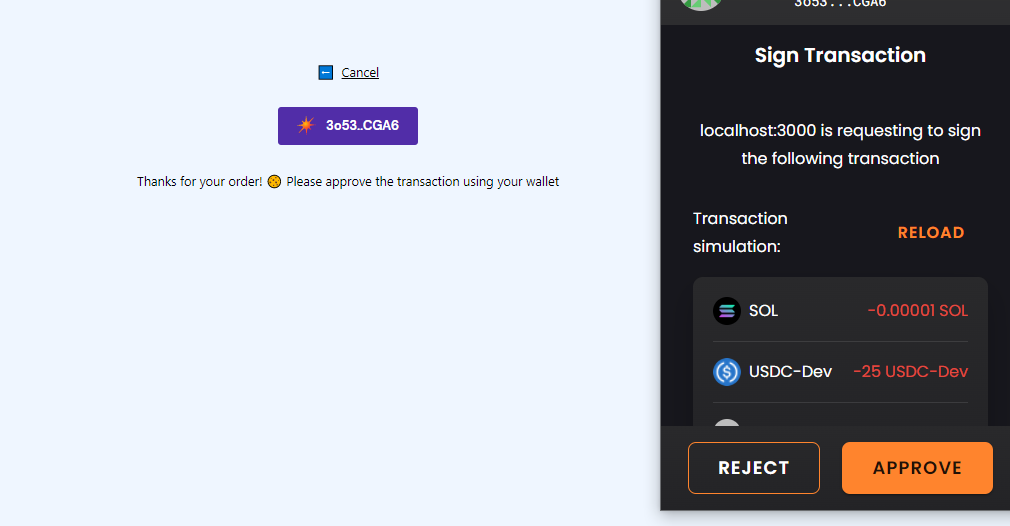 Cancel
3o53..CGA6
Thanks for your order! 🍪 Please approve the transaction using your wallet
3o53...CGA6
Sign Transaction
localhost:3000 is requesting to sign
the following transaction
Transaction
simulation:
RELOAD
SOL
-0.00001 SOL
USDC-Dev
-25 USDC-Dev
REJECT
APPROVE